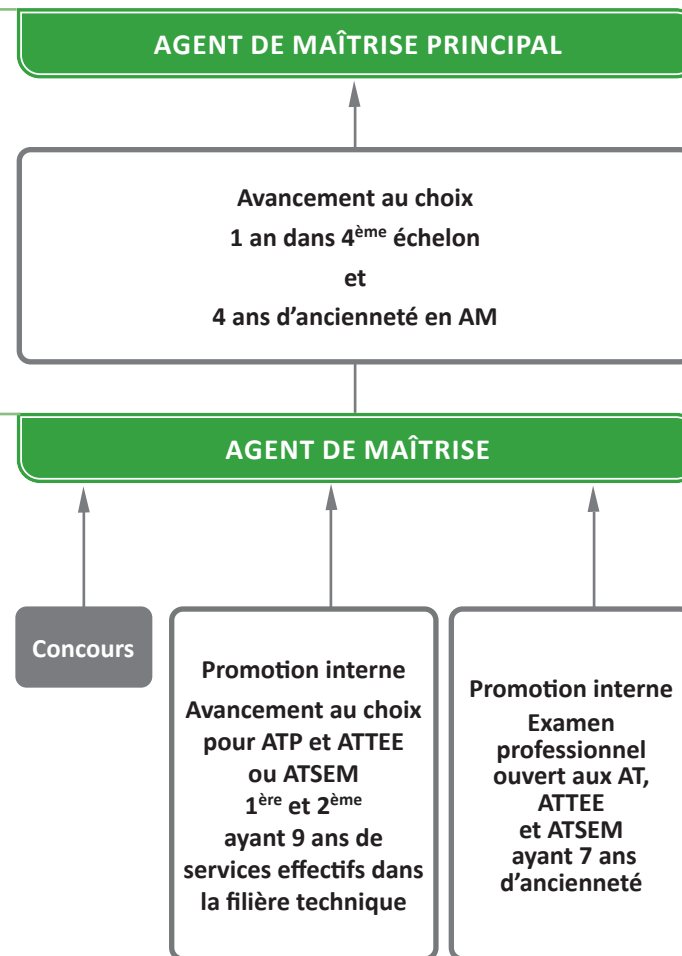 AGENT DE MAÎTRISE PRINCIPAL
Avancement au choix
1 an dans 4ème échelon
et
4 ans d’ancienneté en AM
AGENT DE MAÎTRISE
Concours
Promotion interne
Avancement au choix
pour ATP et ATTEE
ou ATSEM
1ère et 2ème
ayant 9 ans de
services effectifs dans
la filière technique
Promotion interne
Examen
professionnel
ouvert aux AT,
ATTEE
et ATSEM
ayant 7 ans
d’ancienneté